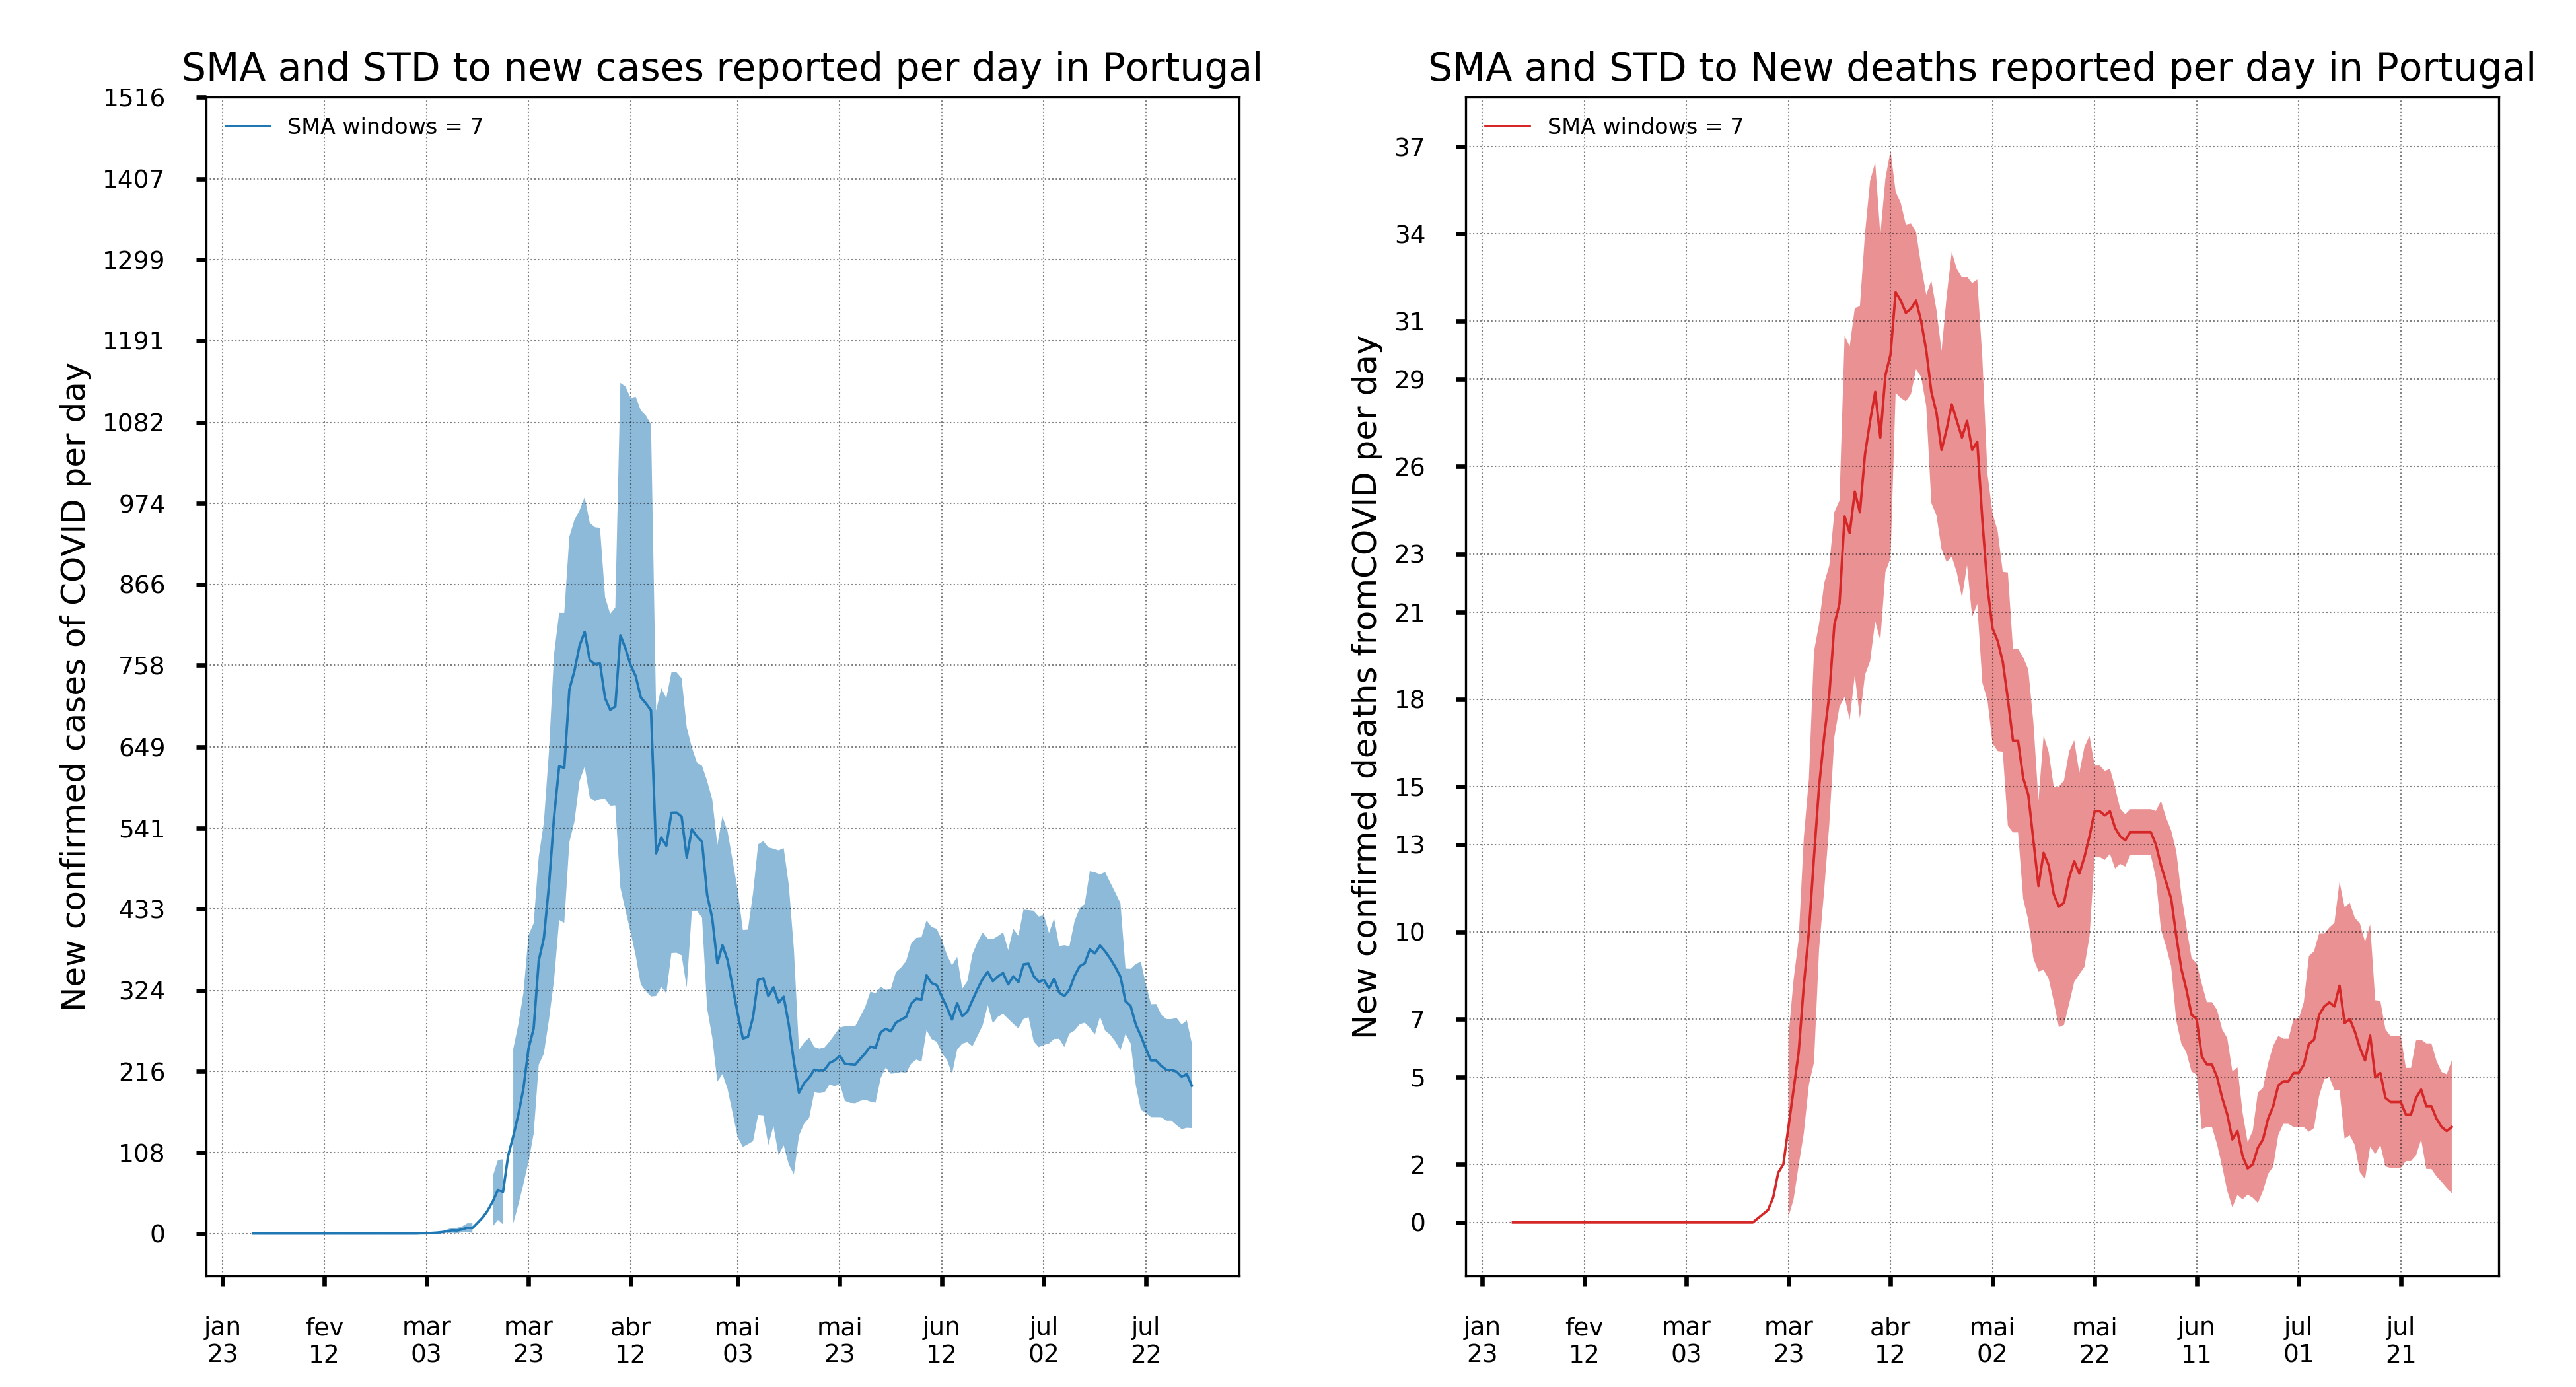 SMA and STD to new cases reported per day in Portugal
SMA windows = 7
New confirmed cases of COVID per day
1516
1407
1299
1191
1082
974
866
758
649
541
433
324
216
108
0
jan 23
fev 12
mar 03
mar 23
abr 12
mai 03
mai 23
jun 12
jul 02
jul 22
SMA and STD to New deaths reported per day in Portugal
SMA windows = 7
New confirmed deaths fromCOVID per day
37
34
31
29
26
23
21
18
15
13
10
7
5
2
0
jan 23
fev 12
mar 03
mar 23
abr 12
mai 02
mai 22
jun 11
jul 01
jul 21